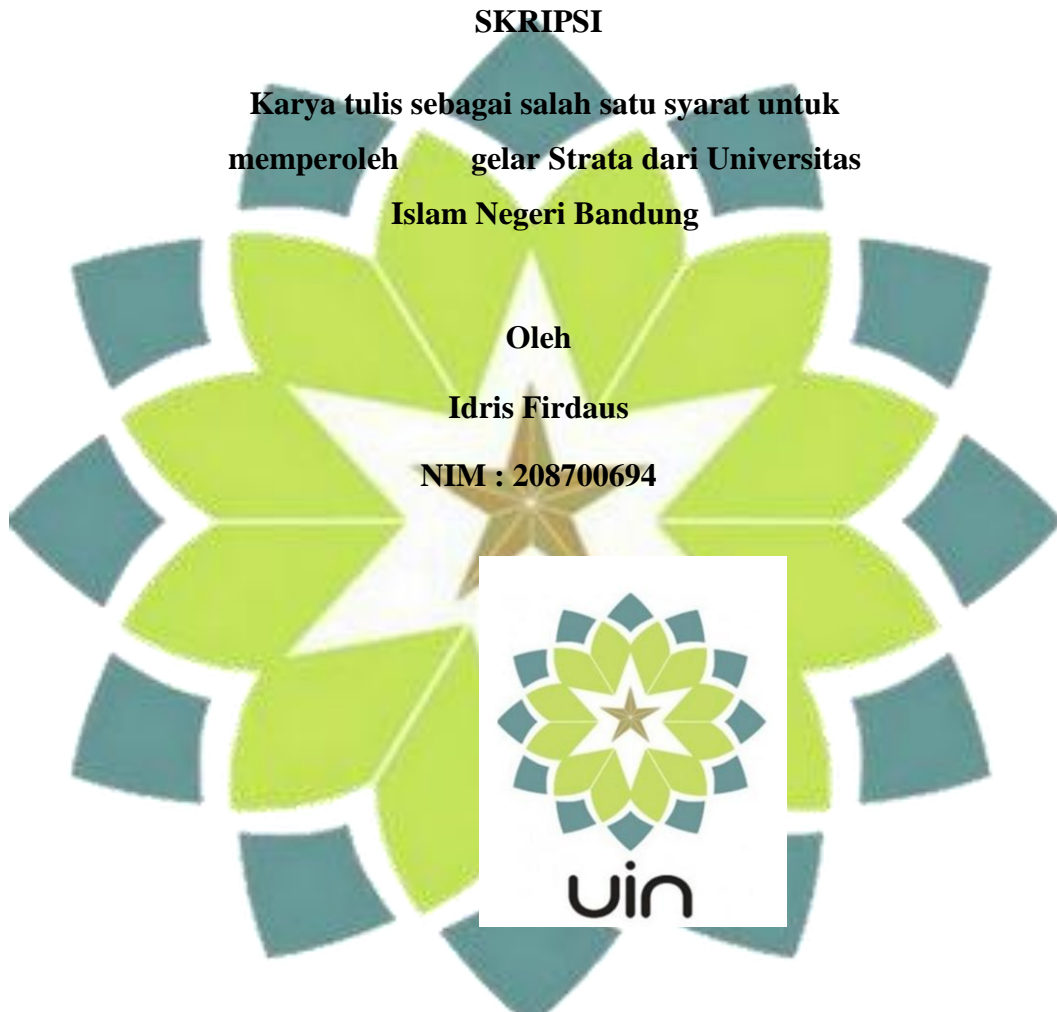 SKRIPSI
Karya tulis sebagai salah satu syarat untuk
memperoleh gelar Strata dari Universitas
Islam Negeri Bandung
Oleh
Idris Firdaus
NIM : 208700694
uin